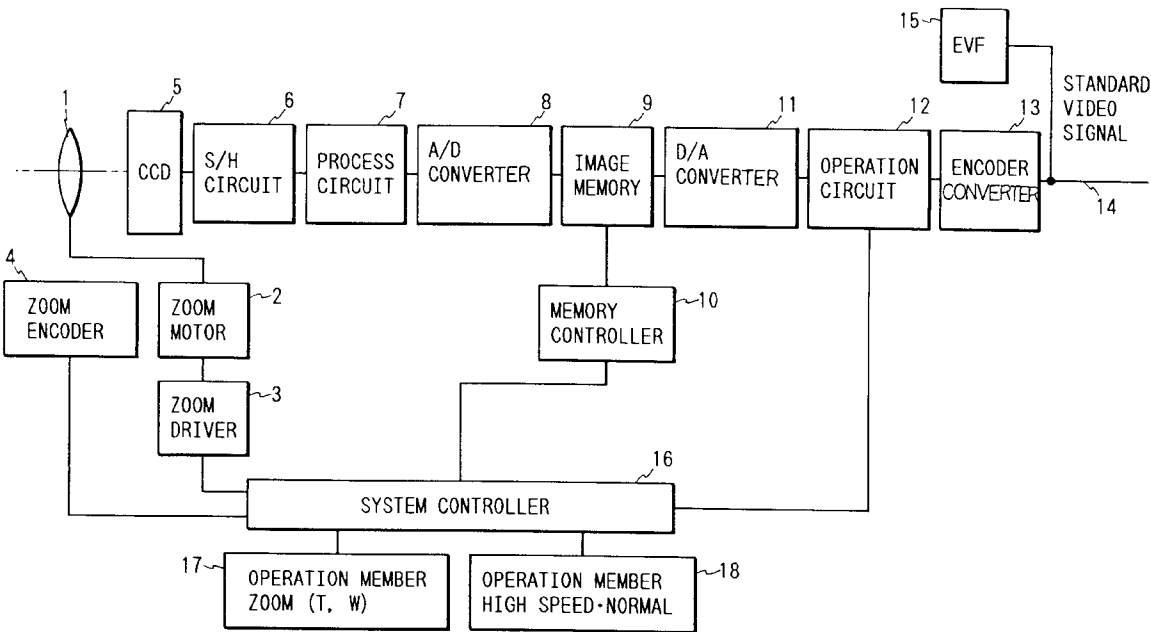 15
EVF
STANDARD
VIDEO
SIGNAL
1
5
CCD
6
S/H
CIRCUIT
7
PROCESS
CIRCUIT
8
A/D
CONVERTER
9
IMAGE
MEMORY
11
D/A
CONVERTER
12
OPERATION
CIRCUIT
13
ENCODER
CONVERTER
14
4
ZOOM
ENCODER
2
ZOOM
MOTOR
10
MEMORY
CONTROLLER
3
ZOOM
DRIVER
16
SYSTEM CONTROLLER
17
OPERATION MEMBER
ZOOM (T, W)
18
OPERATION MEMBER
HIGH SPEED·NORMAL